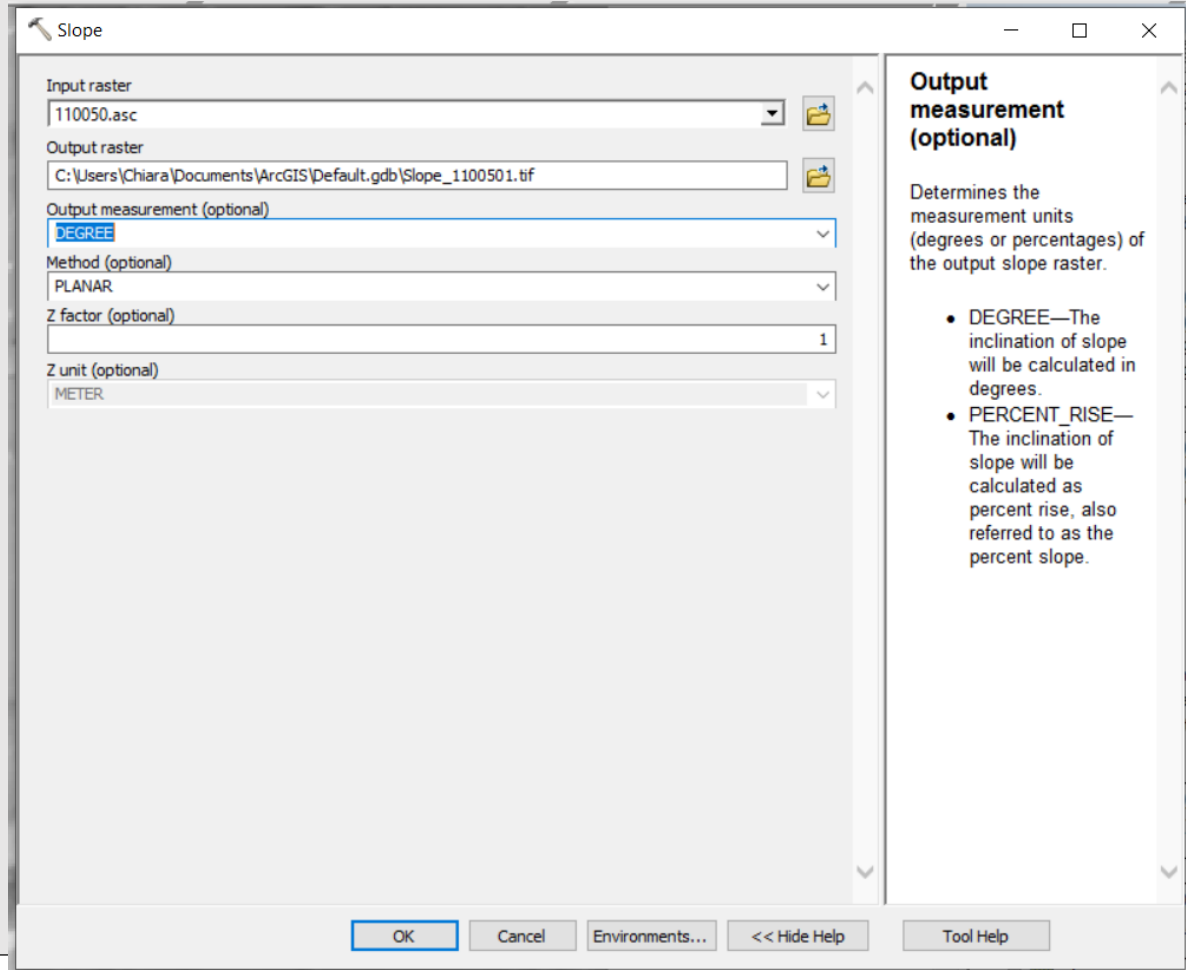 Slope
Input raster
110050.asc
Output raster
C:\Users\Chiara\Documents\ArcGIS\Default.gdb\Slope_1100501.tif
Output measurement (optional)
DEGREE
Method (optional)
PLANAR
Z factor (optional)
1
Z unit (optional)
METER
Output
measurement
(optional)
Determines the
measurement units
(degrees or percentages) of
the output slope raster.
• DEGREE—The
inclination of slope
will be calculated in
degrees.
• PERCENT_RISE—
The inclination of
slope will be
calculated as
percent rise, also
referred to as the
percent slope.
OK Cancel Environments... << Hide Help Tool Help